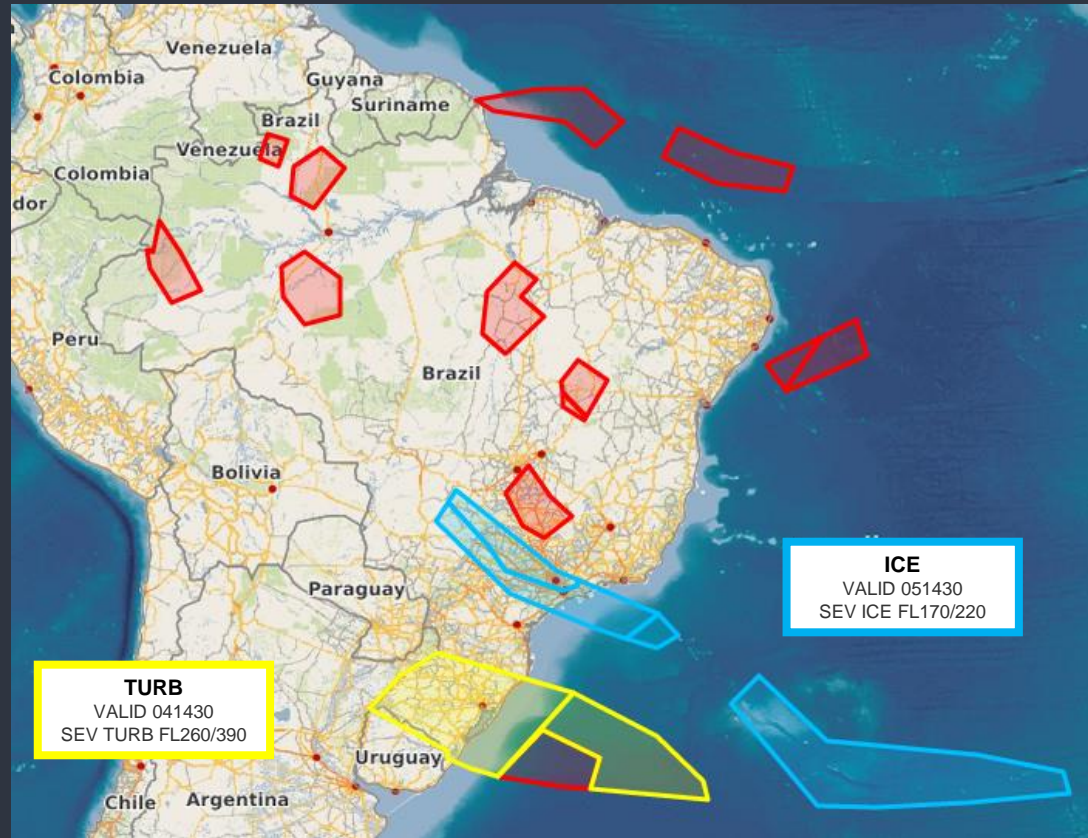 Venezuela
Colombia
Guyana
Suriname
Brazil
Venezuela
Colombia
dor
Peru
Brazil
Bolivia
ICE
VALID 051430
SEV ICE FL170/220
Paraguay
TURB
VALID 041430
SEV TURB FL260/390
Uruguay
Chile
Argentina